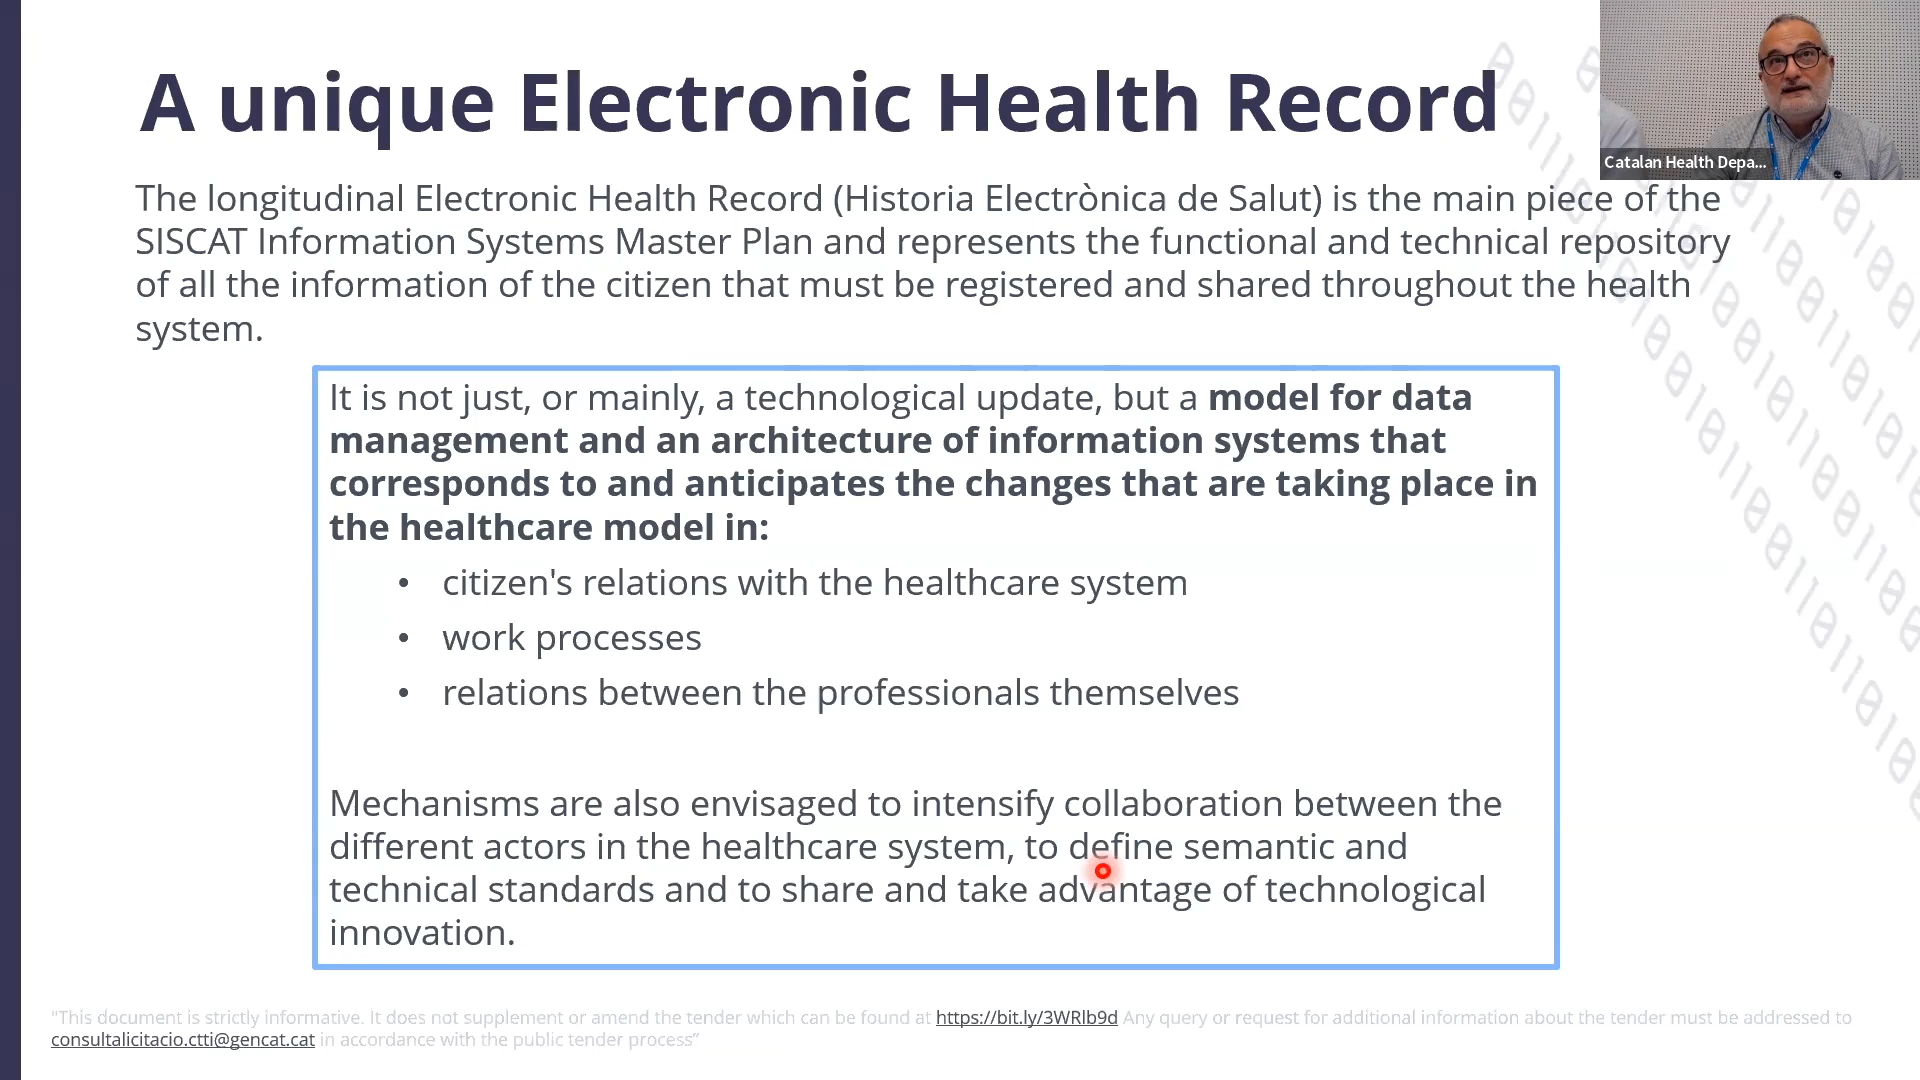 A unique Electronic Health Record
Catalan Health Depa...
The longitudinal Electronic Health Record (Historia Electrònica de Salut) is the main piece of the
SISCAT Information Systems Master Plan and represents the functional and technical repository
of all the information of the citizen that must be registered and shared throughout the health
system.
It is not just, or mainly, a technological update, but a model for data
management and an architecture of information systems that
corresponds to and anticipates the changes that are taking place in
the healthcare model in:
• citizen's relations with the healthcare system
• work processes
• relations between the professionals themselves
Mechanisms are also envisaged to intensify collaboration between the
different actors in the healthcare system, to define semantic and
technical standards and to share and take advantage of technological
innovation.
"This document is strictly informative. It does not supplement or amend the tender which can be found at https://bit.ly/3WRlb9d Any query or request for additional information about the tender must be addressed to
consultalicitacio.ctti@gencat.cat in accordance with the public tender process”